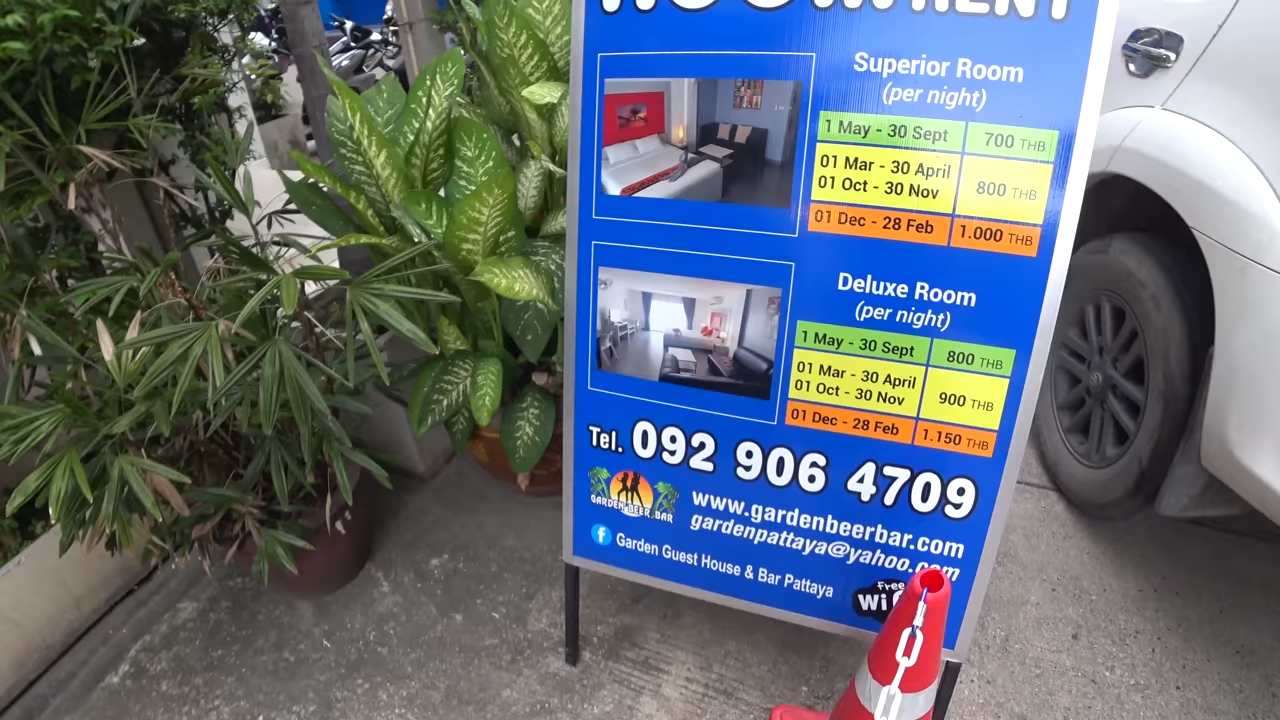 RENT
Superior Room
(per night)
1 May - 30 Sept 700 THB
01 Mar - 30 April
01 Oct - 30 Nov 800 THB
01 Dec - 28 Feb 1.000 THB
Deluxe Room
(per night)
1 May - 30 Sept 800 THB
01 Mar - 30 April
01 Oct - 30 Nov 900 THB
01 Dec - 28 Feb 1.150 THB
Tel. 092 906 4709
GARDEN BEER BAR
www.gardenbeerbar.com
gardenpattaya@yahoo.com
f Garden Guest House & Bar Pattaya
Free